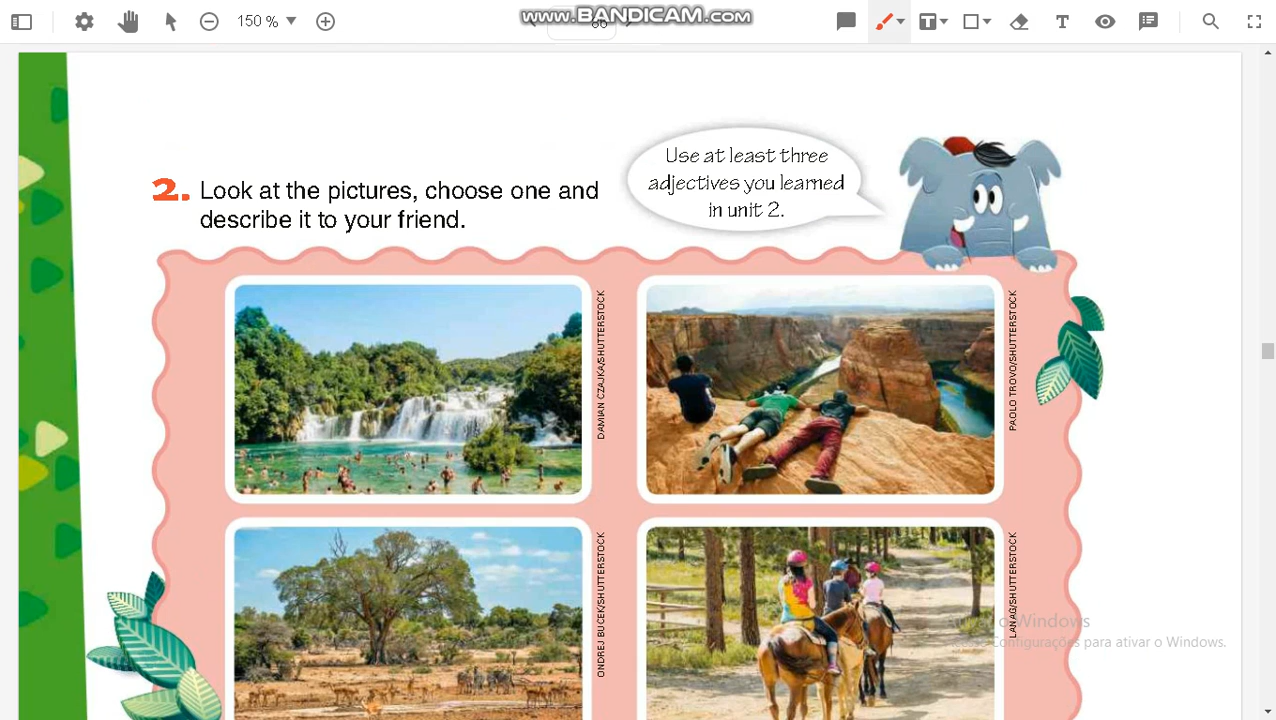 150 %
www.BANDICAM.com
Use at least three
adjectives you learned
in unit 2.
2. Look at the pictures, choose one and
describe it to your friend.
DAMIAN CZAJKA/SHUTTERSTOCK
PAOLO TROVO/SHUTTERSTOCK
ONDREJ BUCEK/SHUTTERSTOCK
Windows
Configurações para ativar o Windows.